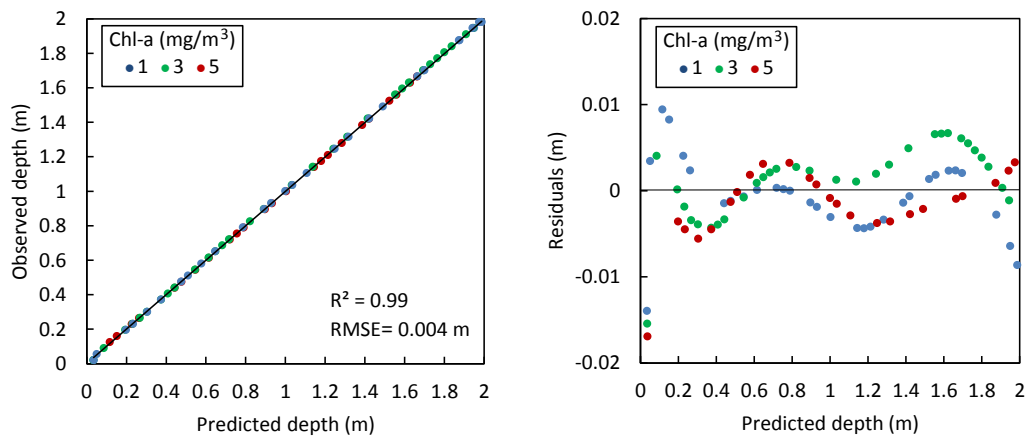 Chl-a (mg/m³)
1 3 5
Observed depth (m)
2
1.8
1.6
1.4
1.2
1
0.8
0.6
0.4
0.2
0
R² = 0.99
RMSE= 0.004 m
0 0.2 0.4 0.6 0.8 1 1.2 1.4 1.6 1.8 2
Predicted depth (m)
Chl-a (mg/m³)
1 3 5
Residuals (m)
0.02
0.01
0
-0.01
-0.02
0 0.2 0.4 0.6 0.8 1 1.2 1.4 1.6 1.8 2
Predicted depth (m)